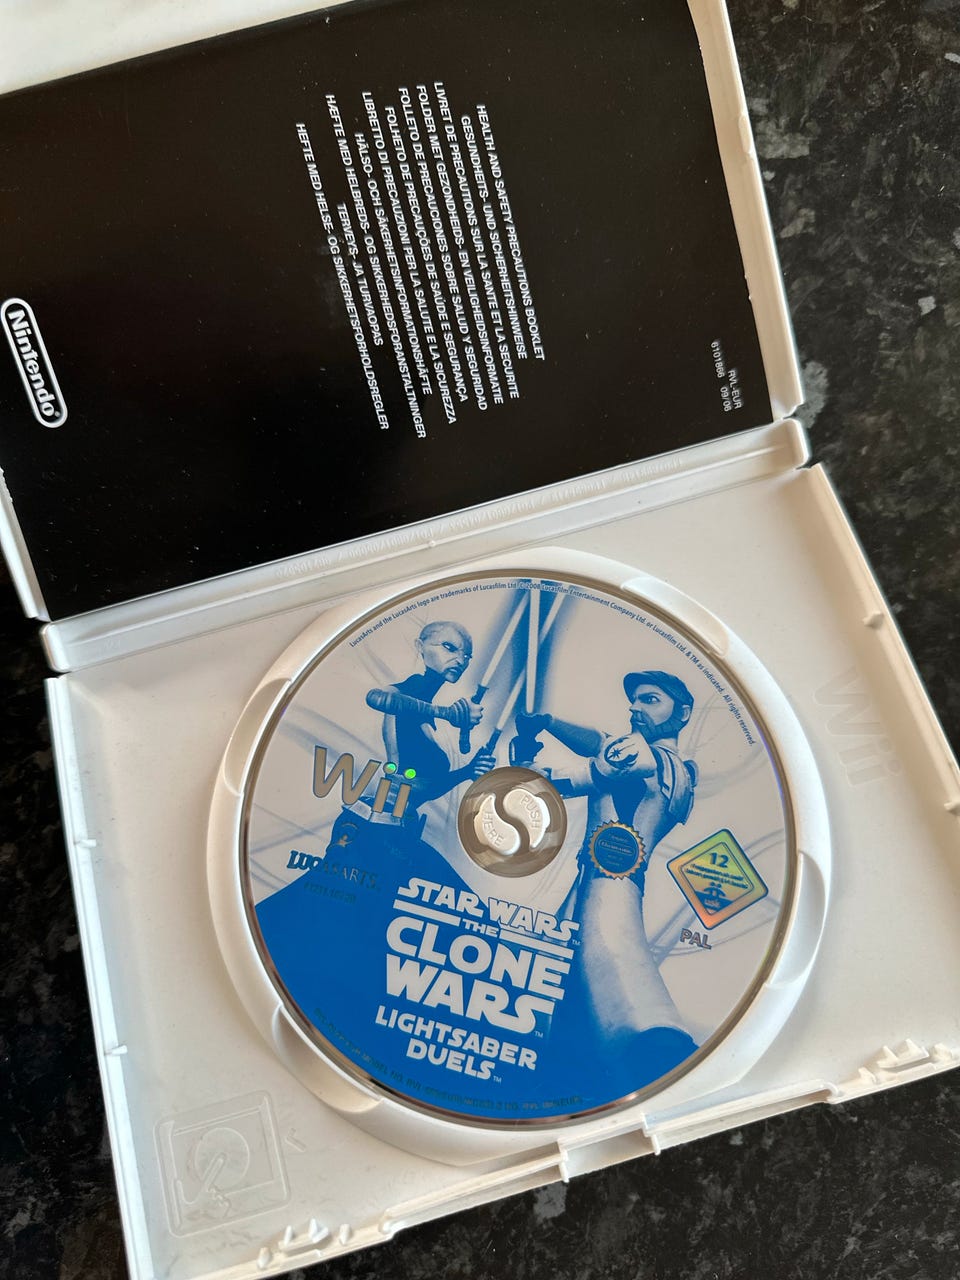 HEALTH AND SAFETY PRECAUTIONS BOOKLET
GESUNDHEITS- UND SICHERHEITSHINWEISE
LIVRET DE PRECAUTIONS SUR LA SANTE ET LA SECURITE
FOLDER MET GEZONDHEIDS- EN VEILIGHEIDSINFORMATIE
FOLLETO DE PRECAUCIONES SOBRE SALUD Y SEGURIDAD
FOLHETO DE PRECAUÇÕES DE SAÚDE E SEGURANÇA
LIBRETTO DI PRECAUZIONI PER LA SALUTE E LA SICUREZZA
HÄLSO- OCH SÄKERHETSINFORMATIONSHÄFTE
HÆFTE MED HELBREDS- OG SIKKERHEDSFORANSTALTNINGER
TERVEYS- JA TURVAOPAS
HEFTE MED HELSE- OG SIKKERHETSFORHOLDSREGLER
RVL-EUR
6101866 09/06
Nintendo®
LucasArts and the LucasArts logo are trademarks of Lucasfilm Ltd. © 2008 Lucasfilm Entertainment Company Ltd. or Lucasfilm Ltd. & TM as indicated. All rights reserved.
Wii
PUSH
HERE
LUCASARTS
12
PAL
STAR WARS
THE
CLONE
WARS™
LIGHTSABER
DUELS™
Wii